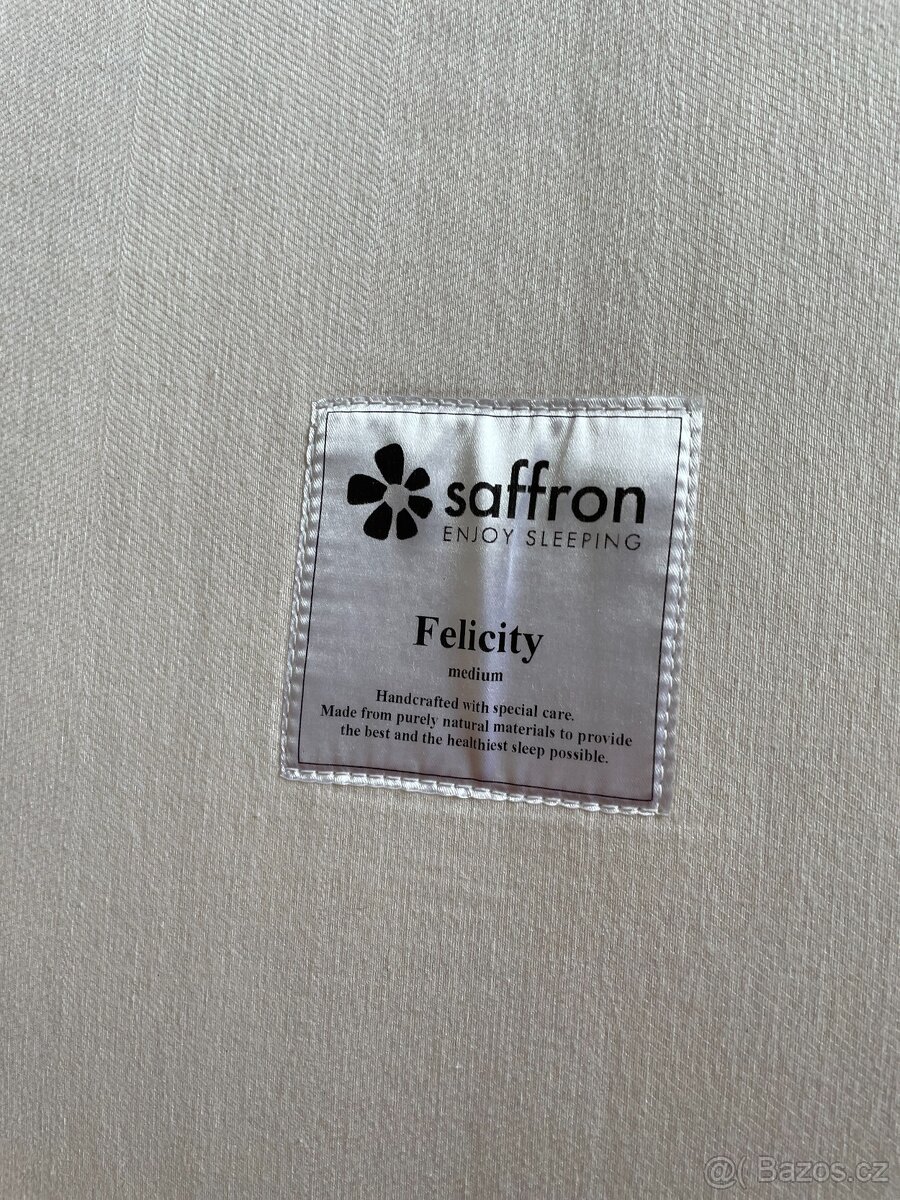 saffron
ENJOY SLEEPING
Felicity
medium
Handcrafted with special care.
Made from purely natural materials to provide
the best and the healthiest sleep possible.
@( Bazos.cz